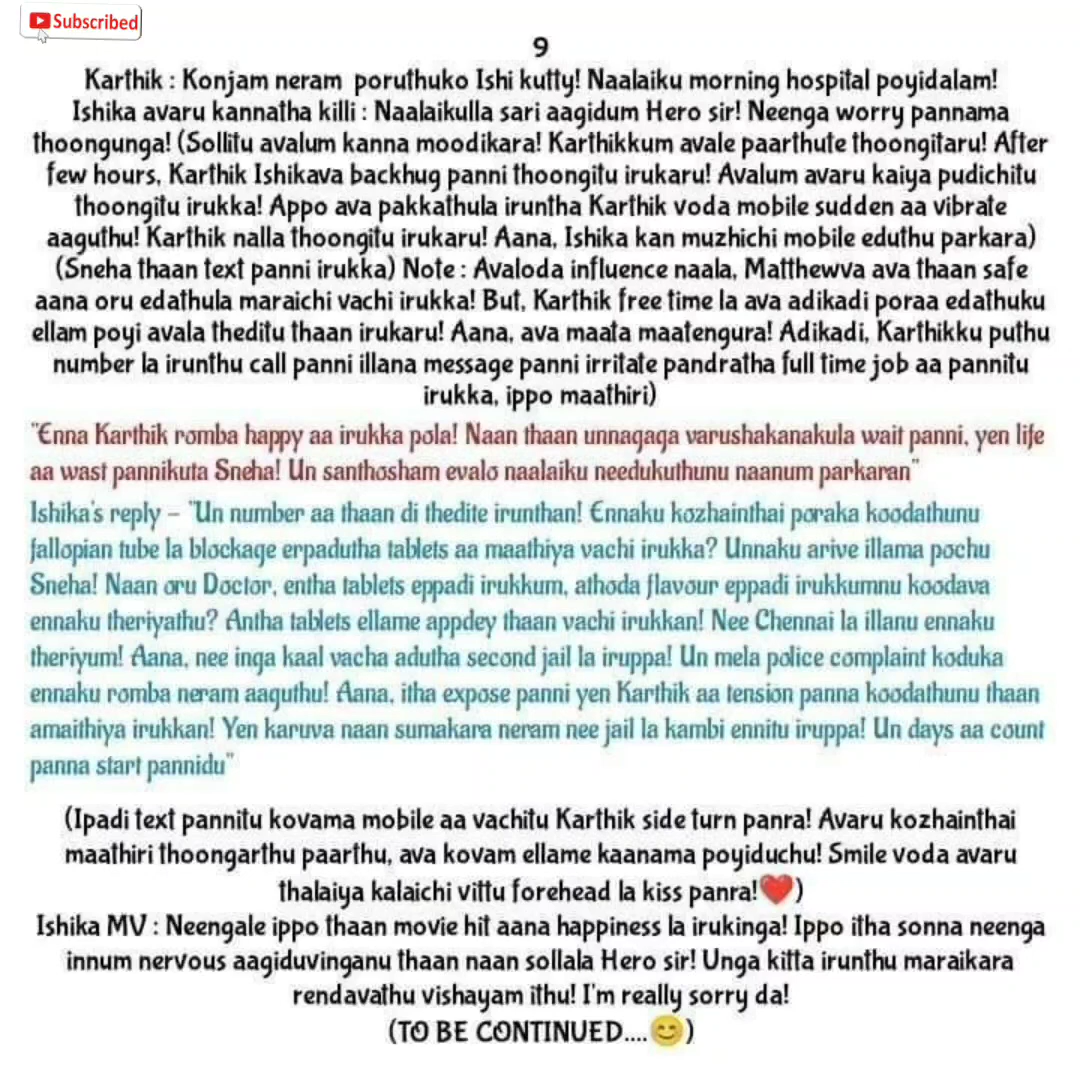 Subscribed
9
Karthik : Konjam neram poruthuko Ishi kutty! Naalaiku morning hospital poyidalam!
Ishika avaru kannatha killi : Naalaikulla sari aagidum Hero sir! Neenga worry pannama
thoongunga! (Sollitu avalum kanna moodikara! Karthikkum avale paarthute thoongitaru! After
few hours, Karthik Ishikava backhug panni thoongitu irukaru! Avalum avaru kaiya pudichitu
thoongitu irukka! Appo ava pakkathula iruntha Karthik voda mobile sudden aa vibrate
aaguthu! Karthik nalla thoongitu irukaru! Aana, Ishika kan muzhichi mobile eduthu parkara)
(Sneha thaan text panni irukka) Note : Avaloda influence naala, Matthewva ava thaan safe
aana oru edathula maraichi vachi irukka! But, Karthik free time la ava adikadi poraa edathuku
ellam poyi avala theditu thaan irukaru! Aana, ava maata maatengura! Adikadi, Karthikku puthu
number la irunthu call panni illana message panni irritate pandratha full time job aa pannitu
irukka, ippo maathiri)
"Enna Karthik romba happy aa irukka pola! Naan thaan unnagaga varushakanakula wait panni, yen life
aa wast pannikuta Sneha! Un santhosham evalo naalaiku needukuthunu naanum parkaran"
Ishika's reply – "Un number aa thaan di thedite irunthan! Ennaku kozhainthai poraka koodathunu
fallopian tube la blockage erpadutha tablets aa maathiya vachi irukka? Unnaku arive illama pochu
Sneha! Naan oru Doctor, entha tablets eppadi irukkum, athoda flavour eppadi irukkumnu koodava
ennaku theriyathu? Antha tablets ellame appdey thaan vachi irukkan! Nee Chennai la illanu ennaku
theriyum! Aana, nee inga kaal vacha adutha second jail la iruppa! Un mela police complaint koduka
ennaku romba neram aaguthu! Aana, itha expose panni yen Karthik aa tension panna koodathunu thaan
amaithiya irukkan! Yen karuva naan sumakara neram nee jail la kambi ennitu iruppa! Un days aa count
panna start pannidu"
(Ipadi text pannitu kovama mobile aa vachitu Karthik side turn panra! Avaru kozhainthai
maathiri thoongarthu paarthu, ava kovam ellame kaanama poyiduchu! Smile voda avaru
thalaiya kalaichi vittu forehead la kiss panra!❤️)
Ishika MV : Neengale ippo thaan movie hit aana happiness la irukinga! Ippo itha sonna neenga
innum nervous aagiduvinganu thaan naan sollala Hero sir! Unga kitta irunthu maraikara
rendavathu vishayam ithu! I'm really sorry da!
(TO BE CONTINUED....😊)